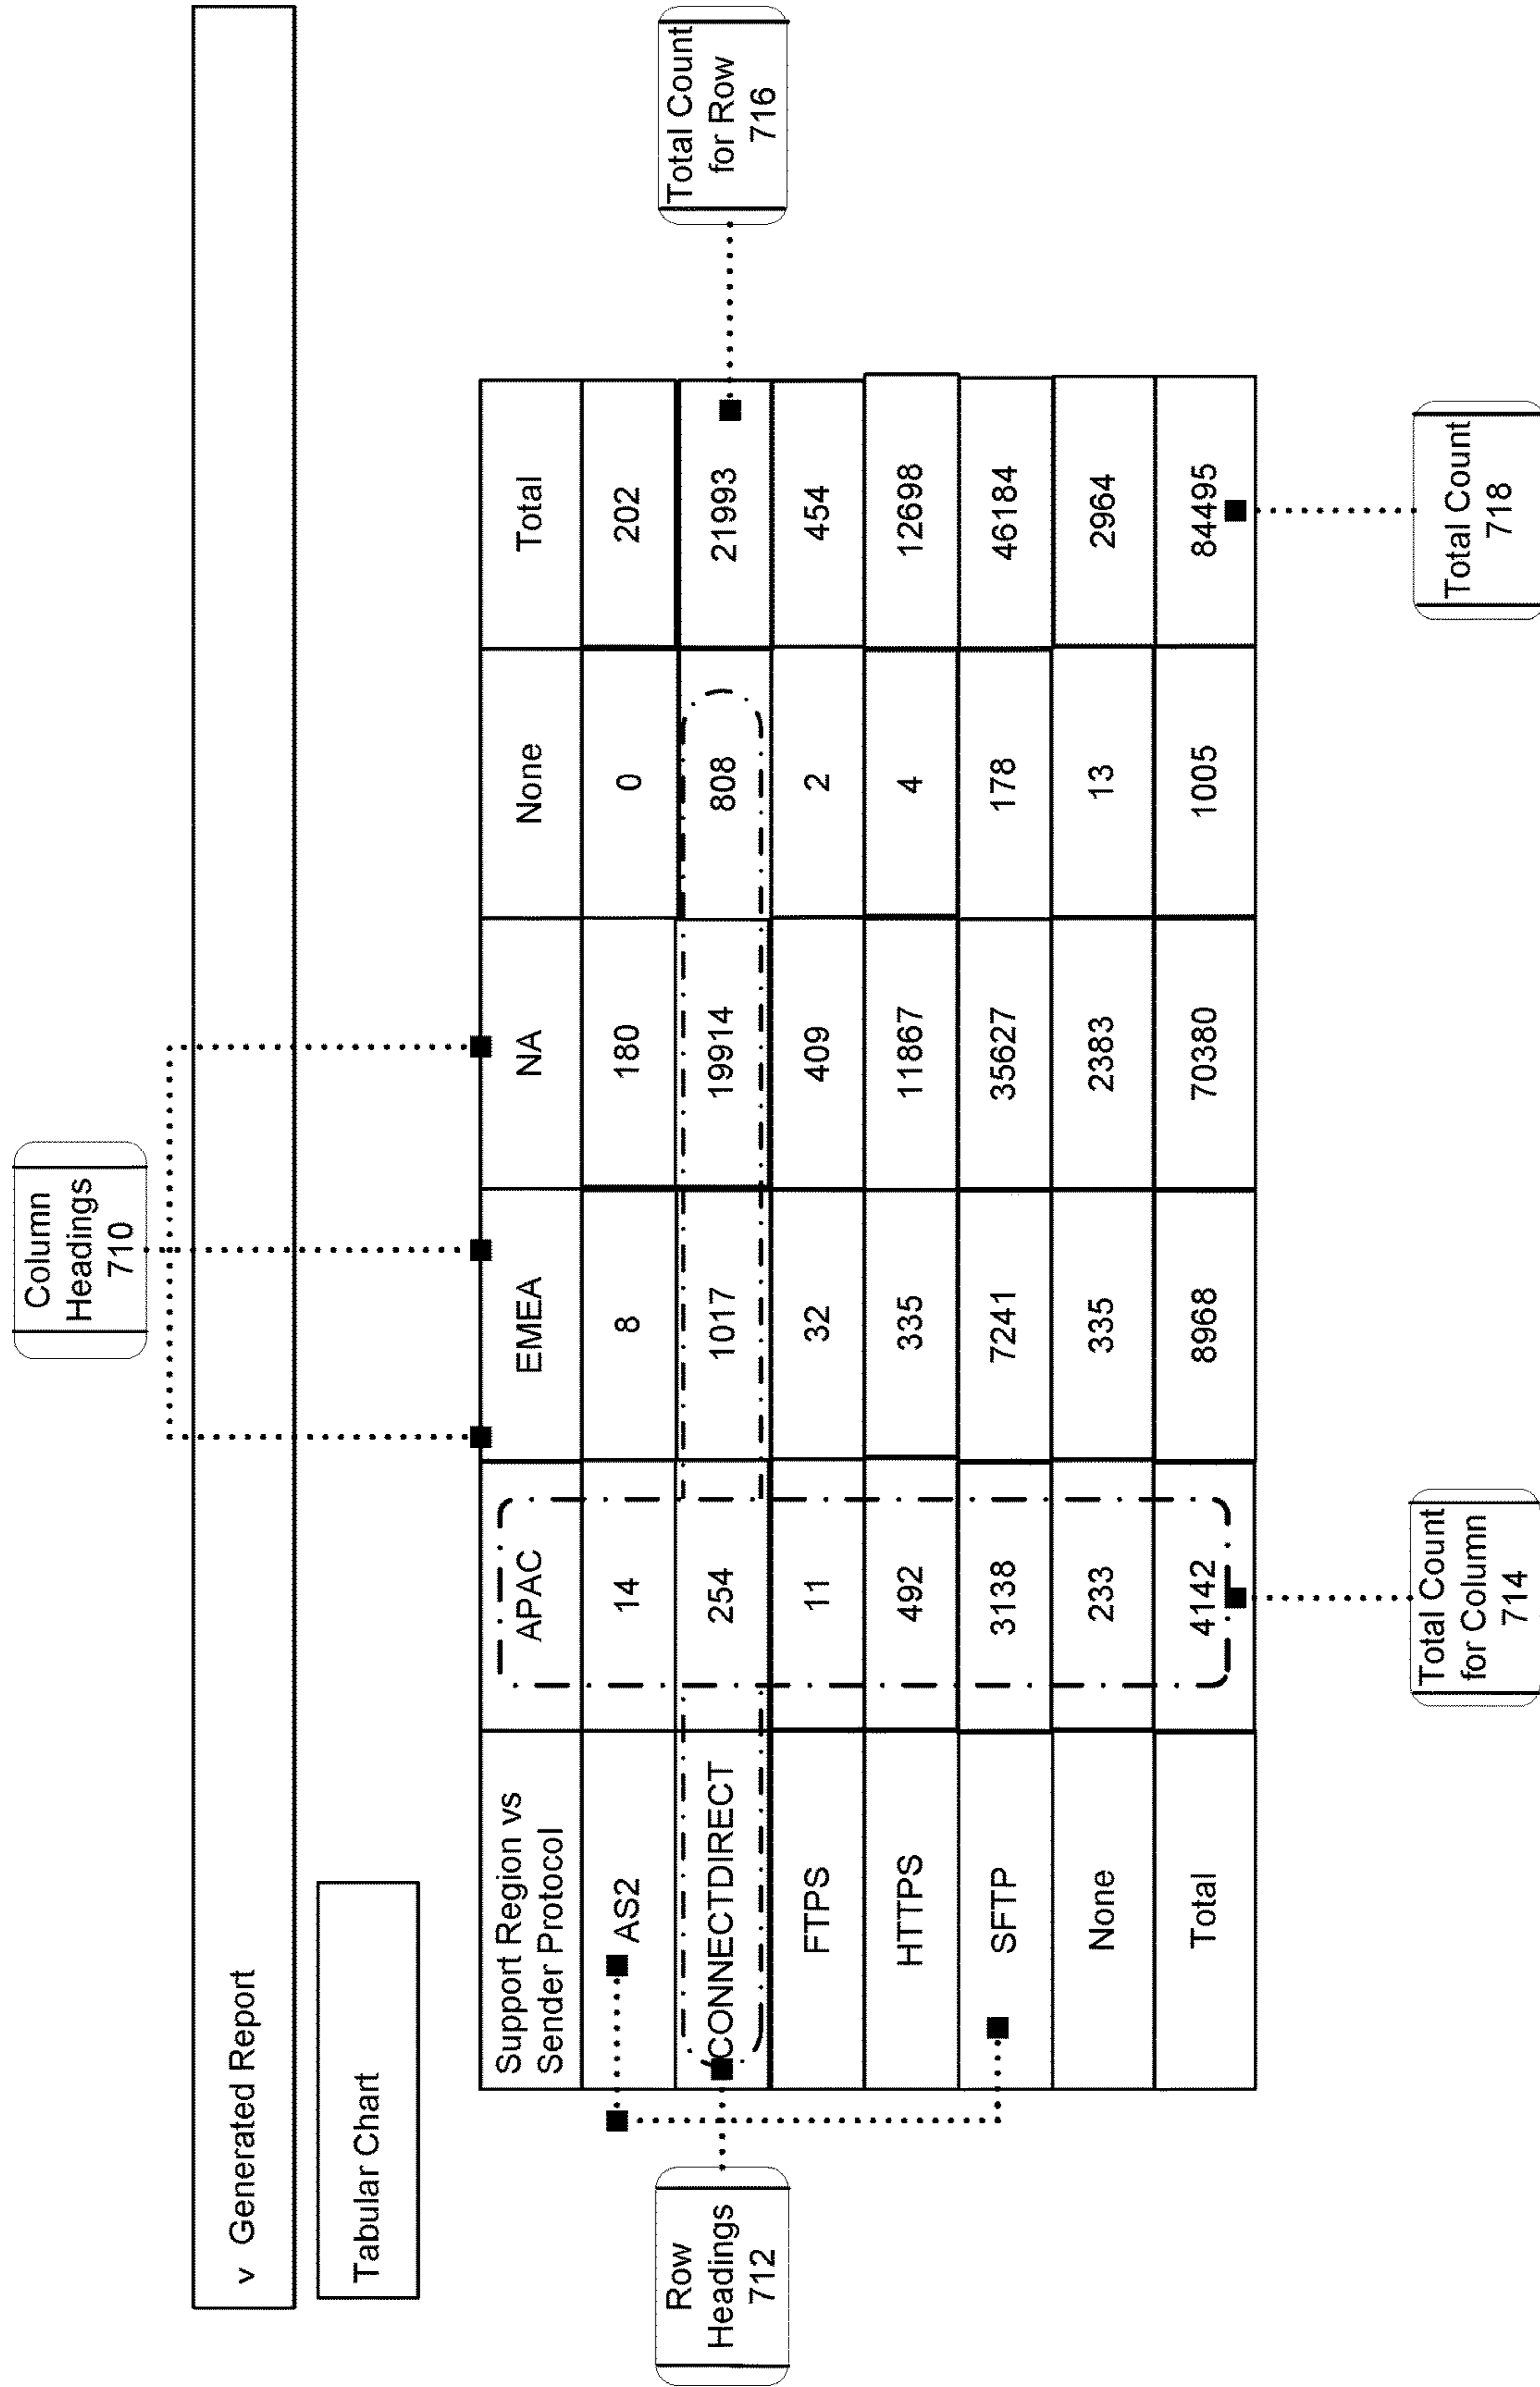 Column
Headings
710
v Generated Report
Tabular Chart
Support Region vs
Sender Protocol
APAC
EMEA
NA
None
Total
AS2
14
8
180
0
202
CONNECTDIRECT
254
1017
19914
808
21993
FTPS
11
32
409
2
454
HTTPS
492
335
11867
4
12698
SFTP
3138
7241
35627
178
46184
None
233
335
2383
13
2964
Total
4142
8968
70380
1005
84495
Row
Headings
712
Total Count
for Row
716
Total Count
for Column
714
Total Count
718